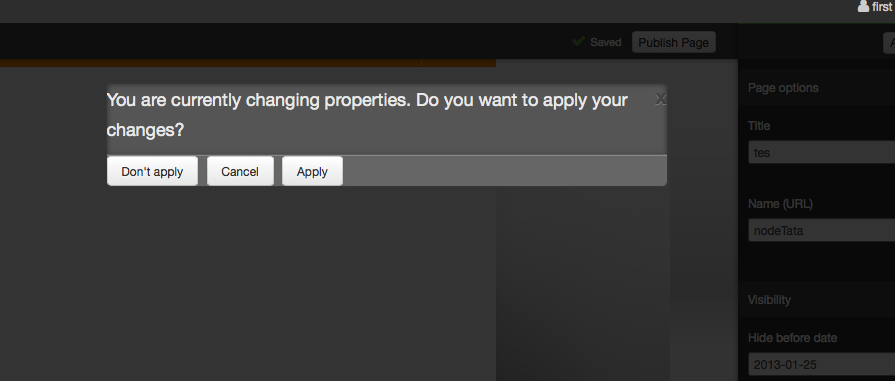 first
Saved
Publish Page
You are currently changing properties. Do you want to apply your
changes?
x
Don't apply
Cancel
Apply
Page options
Title
tes
Name (URL)
nodeTata
Visibility
Hide before date
2013-01-25